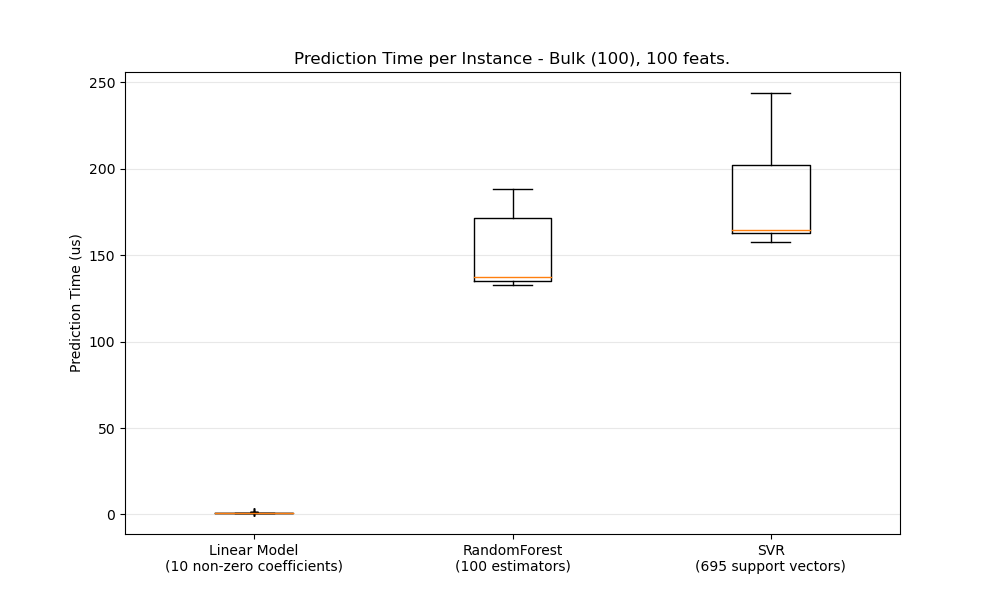 Prediction Time per Instance - Bulk (100), 100 feats.
250
200
150
100
50
0
Prediction Time (us)
Linear Model
(10 non-zero coefficients)
RandomForest
(100 estimators)
SVR
(695 support vectors)